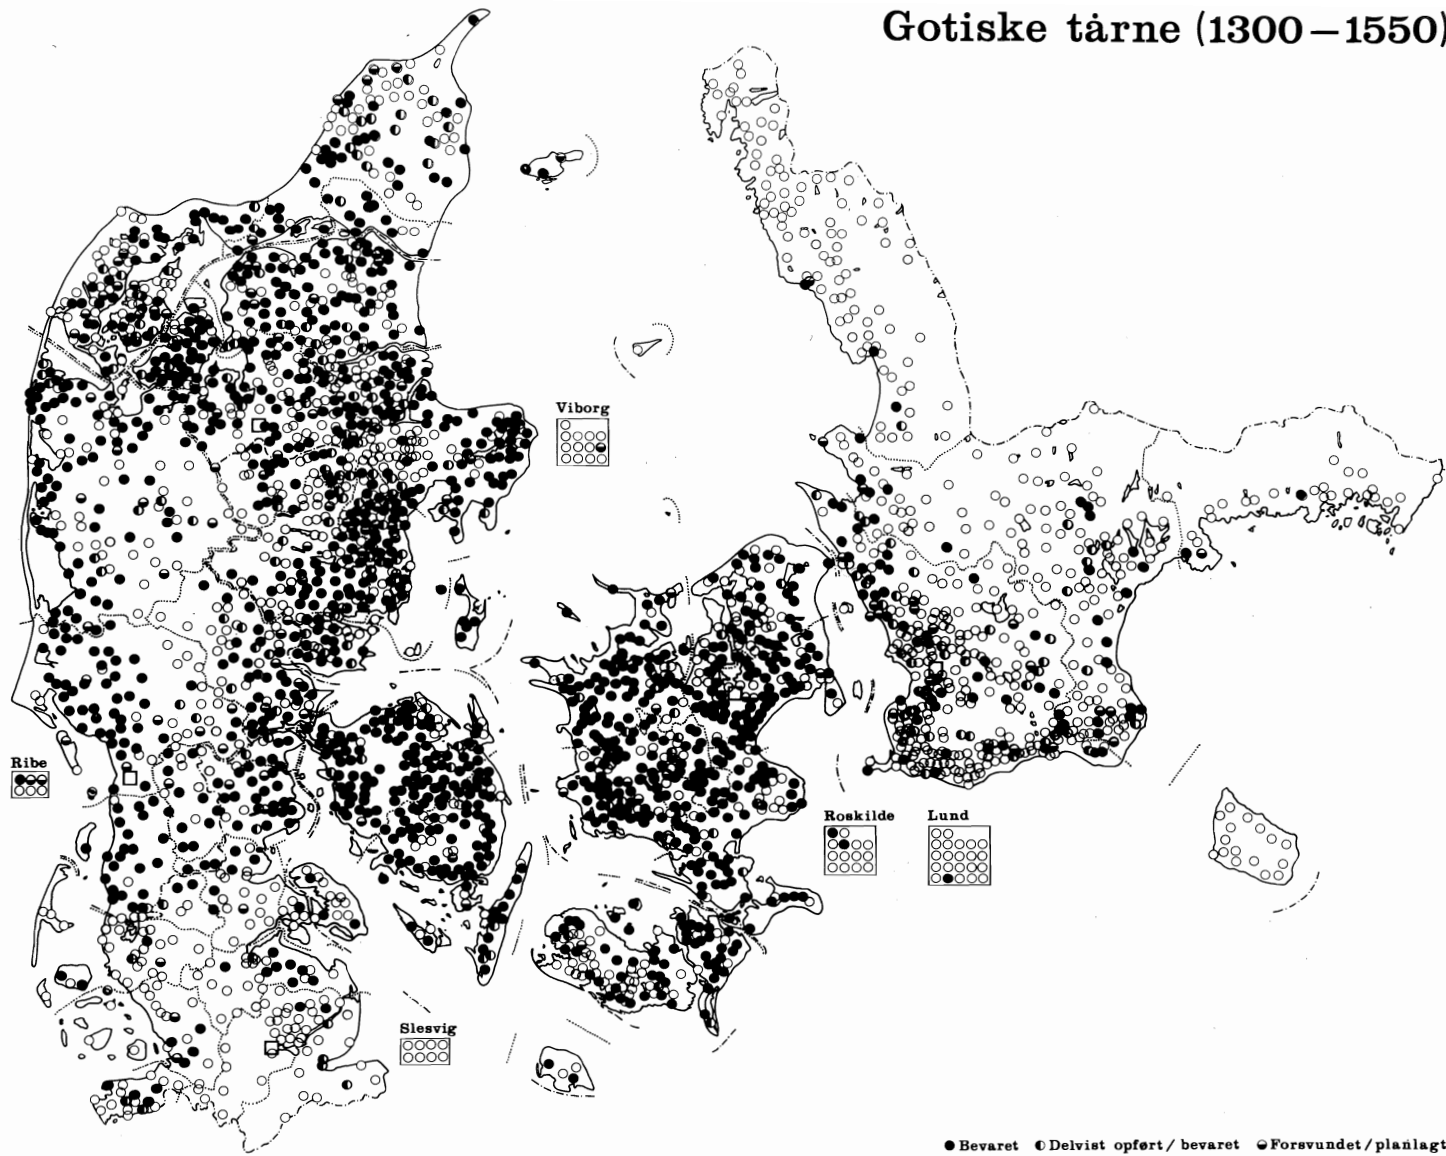 Gotiske tårne (1300–1550)
Viborg
Ribe
Roskilde
Lund
Slesvig
Bevaret Delvist opført / bevaret Forsvundet / planlagt